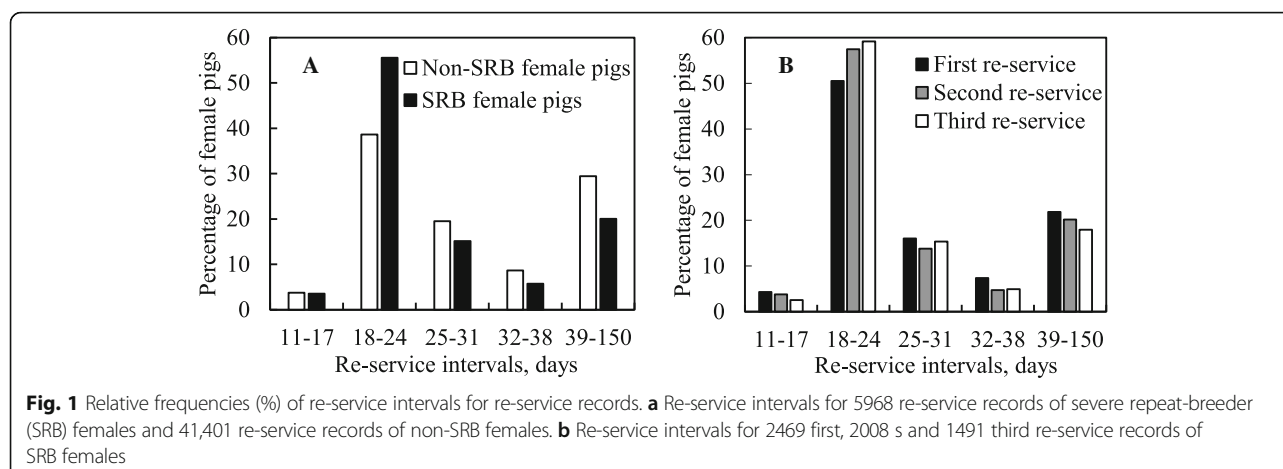 Percentage of female pigs
60
50
40
30
20
10
0
A
Non-SRB female pigs
SRB female pigs
11-17 18-24 25-31 32-38 39-150
Re-service intervals, days
Percentage of female pigs
60
50
40
30
20
10
0
B
First re-service
Second re-service
Third re-service
11-17 18-24 25-31 32-38 39-150
Re-service intervals, days
Fig. 1 Relative frequencies (%) of re-service intervals for re-service records. a Re-service intervals for 5968 re-service records of severe repeat-breeder
(SRB) females and 41,401 re-service records of non-SRB females. b Re-service intervals for 2469 first, 2008 s and 1491 third re-service records of
SRB females